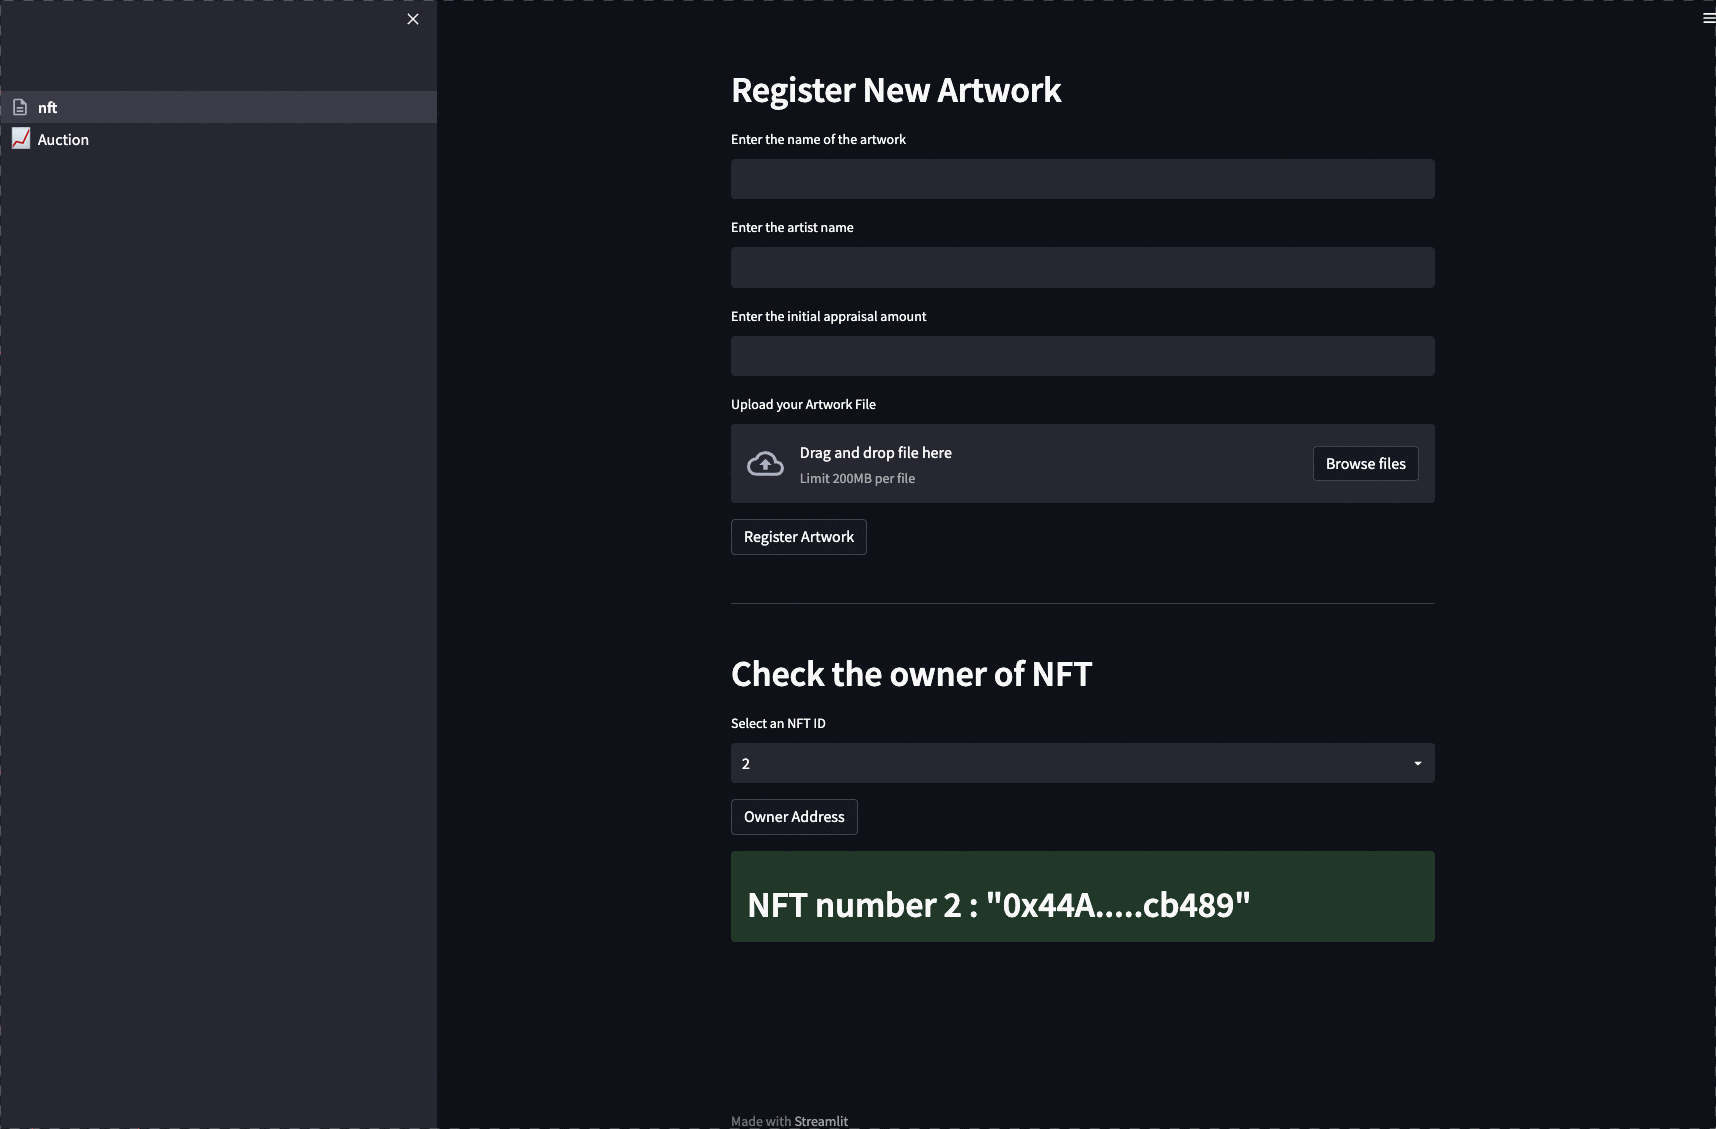 nft
Auction
Register New Artwork
Enter the name of the artwork
Enter the artist name
Enter the initial appraisal amount
Upload your Artwork File
Drag and drop file here
Limit 200MB per file
Browse files
Register Artwork
Check the owner of NFT
Select an NFT ID
2
Owner Address
NFT number 2 : "0x44A.....cb489"
Made with Streamlit